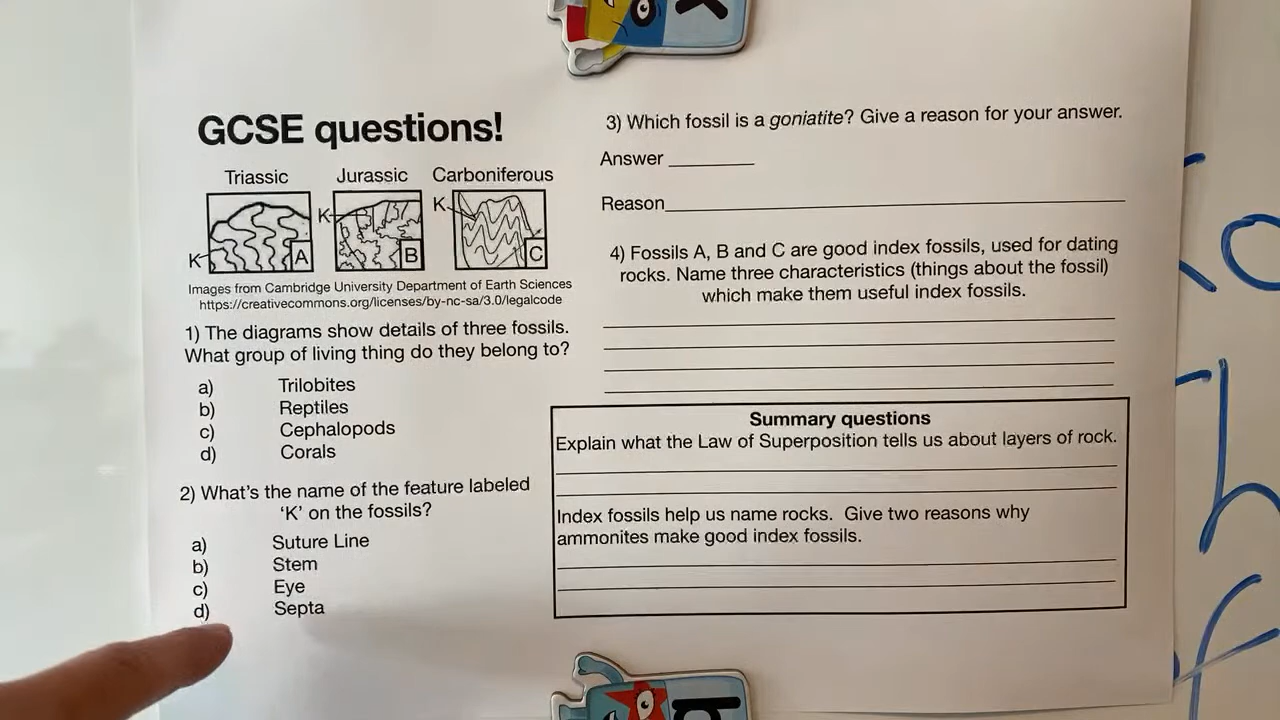 GCSE questions!
Triassic
Jurassic
Carboniferous
K
A
K
B
K
C
Images from Cambridge University Department of Earth Sciences
https://creativecommons.org/licenses/by-nc-sa/3.0/legalcode
1) The diagrams show details of three fossils.
What group of living thing do they belong to?
a) Trilobites
b) Reptiles
c) Cephalopods
d) Corals
2) What's the name of the feature labeled
'K' on the fossils?
a) Suture Line
b) Stem
c) Eye
d) Septa
3) Which fossil is a goniatite? Give a reason for your answer.
Answer
Reason
4) Fossils A, B and C are good index fossils, used for dating
rocks. Name three characteristics (things about the fossil)
which make them useful index fossils.
Summary questions
Explain what the Law of Superposition tells us about layers of rock.
Index fossils help us name rocks. Give two reasons why
ammonites make good index fossils.